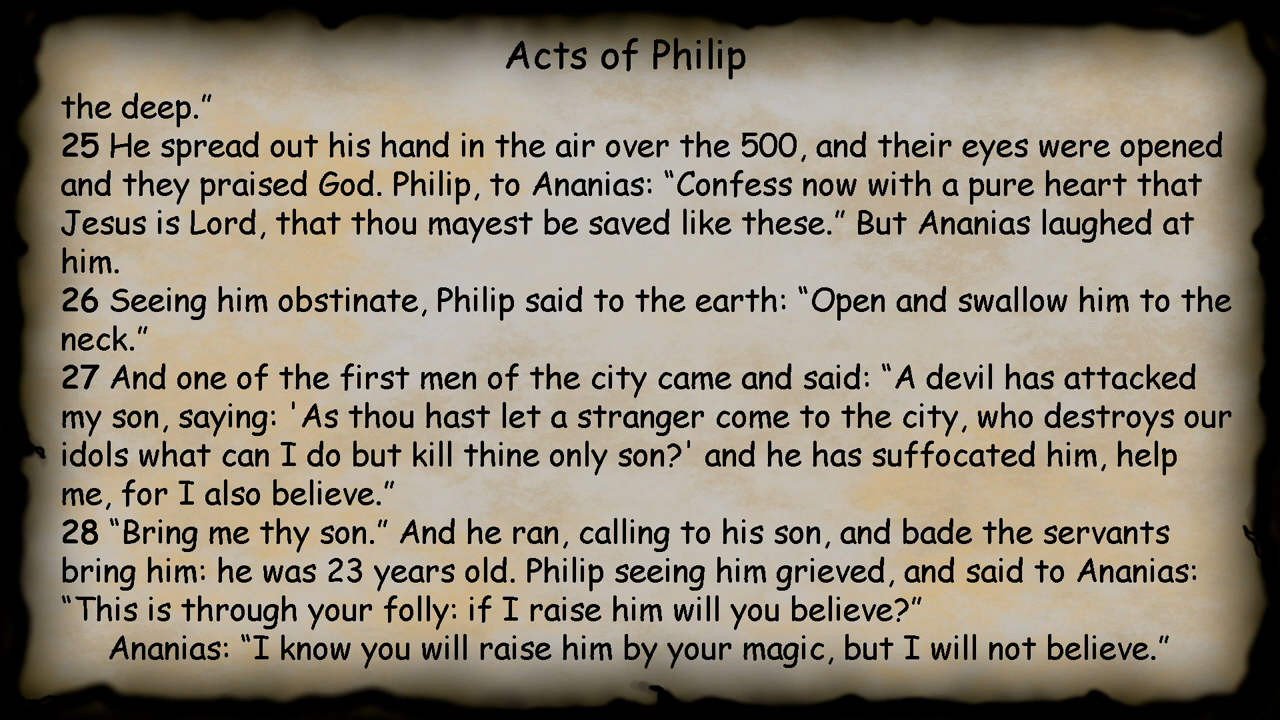 Acts of Philip
the deep.”
25 He spread out his hand in the air over the 500, and their eyes were opened
and they praised God. Philip, to Ananias: “Confess now with a pure heart that
Jesus is Lord, that thou mayest be saved like these.” But Ananias laughed at
him.
26 Seeing him obstinate, Philip said to the earth: “Open and swallow him to the
neck.”
27 And one of the first men of the city came and said: “A devil has attacked
my son, saying: 'As thou hast let a stranger come to the city, who destroys our
idols what can I do but kill thine only son?' and he has suffocated him, help
me, for I also believe.”
28 “Bring me thy son.” And he ran, calling to his son, and bade the servants
bring him: he was 23 years old. Philip seeing him grieved, and said to Ananias:
“This is through your folly: if I raise him will you believe?”
Ananias: “I know you will raise him by your magic, but I will not believe.”